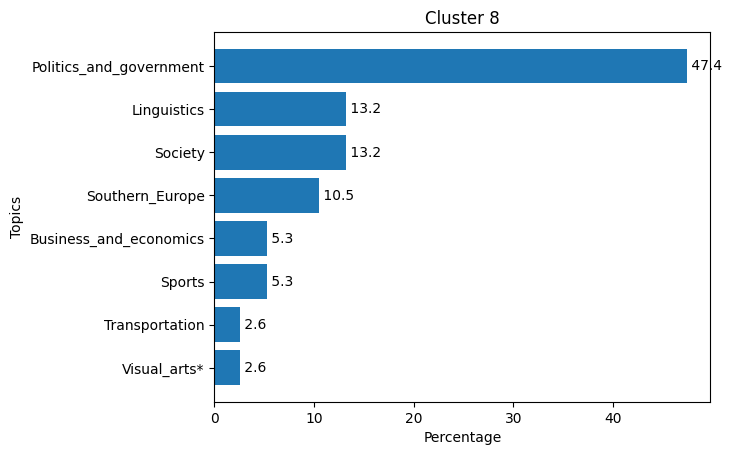 Cluster 8
Politics_and_government 47.4
Linguistics 13.2
Society 13.2
Southern_Europe 10.5
Business_and_economics 5.3
Sports 5.3
Transportation 2.6
Visual_arts* 2.6
Topics
0 10 20 30 40
Percentage